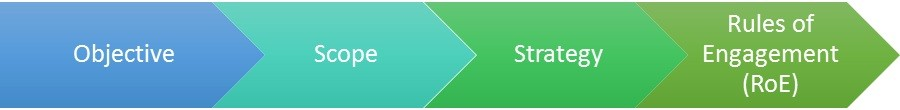 Objective
Scope
Strategy
Rules of
Engagement
(RoE)